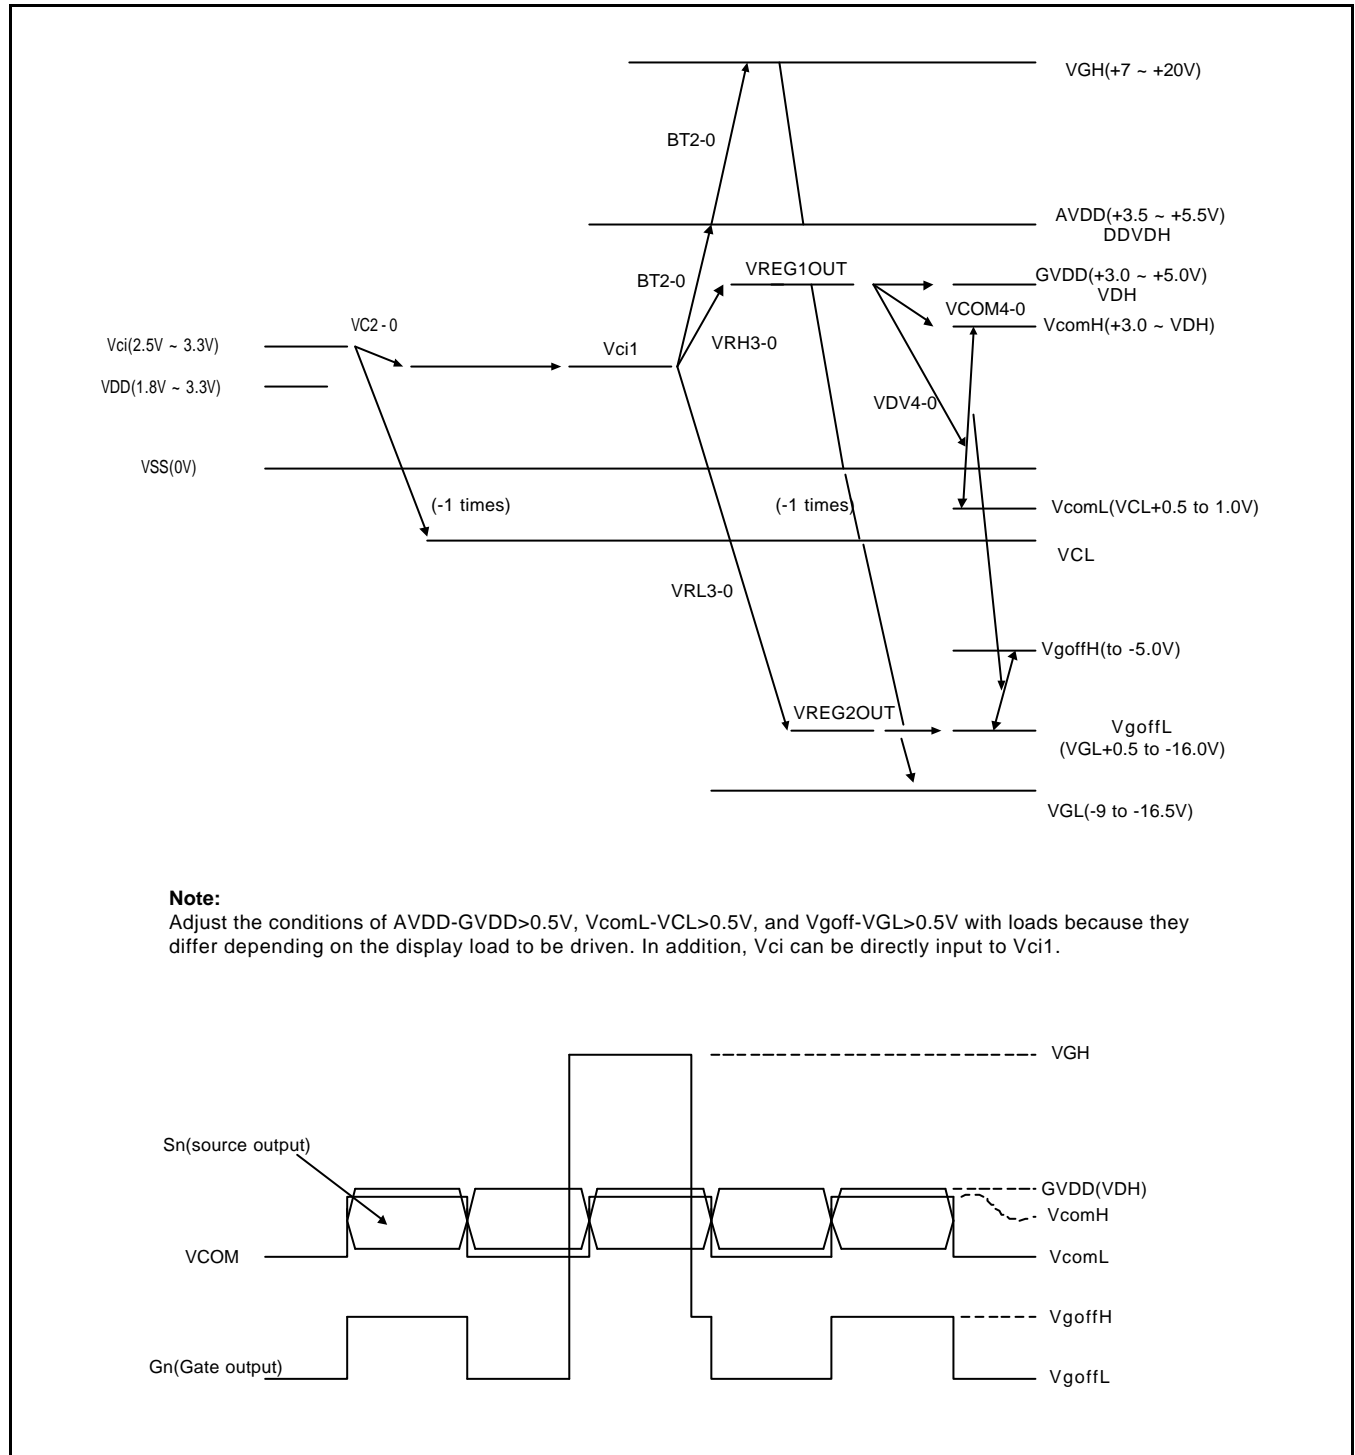 VGH(+7 ~ +20V)
BT2-0
AVDD(+3.5 ~ +5.5V)
DDVDH
BT2-0
VREG1OUT
GVDD(+3.0 ~ +5.0V)
VDH
VCOM4-0
VC2-0
VcomH(+3.0 ~ VDH)
Vci(2.5V ~ 3.3V)
Vci1
VRH3-0
VDD(1.8V ~ 3.3V)
VDV4-0
VSS(0V)
(-1 times)
(-1 times)
VcomL(VCL+0.5 to 1.0V)
VCL
VRL3-0
VgoffH(to -5.0V)
VREG2OUT
VgoffL
(VGL+0.5 to -16.0V)
VGL(-9 to -16.5V)
Note:
Adjust the conditions of AVDD-GVDD>0.5V, VcomL-VCL>0.5V, and Vgoff-VGL>0.5V with loads because they
differ depending on the display load to be driven. In addition, Vci can be directly input to Vci1.
VGH
Sn(source output)
GVDD(VDH)
VcomH
VCOM
VcomL
VgoffH
Gn(Gate output)
VgoffL